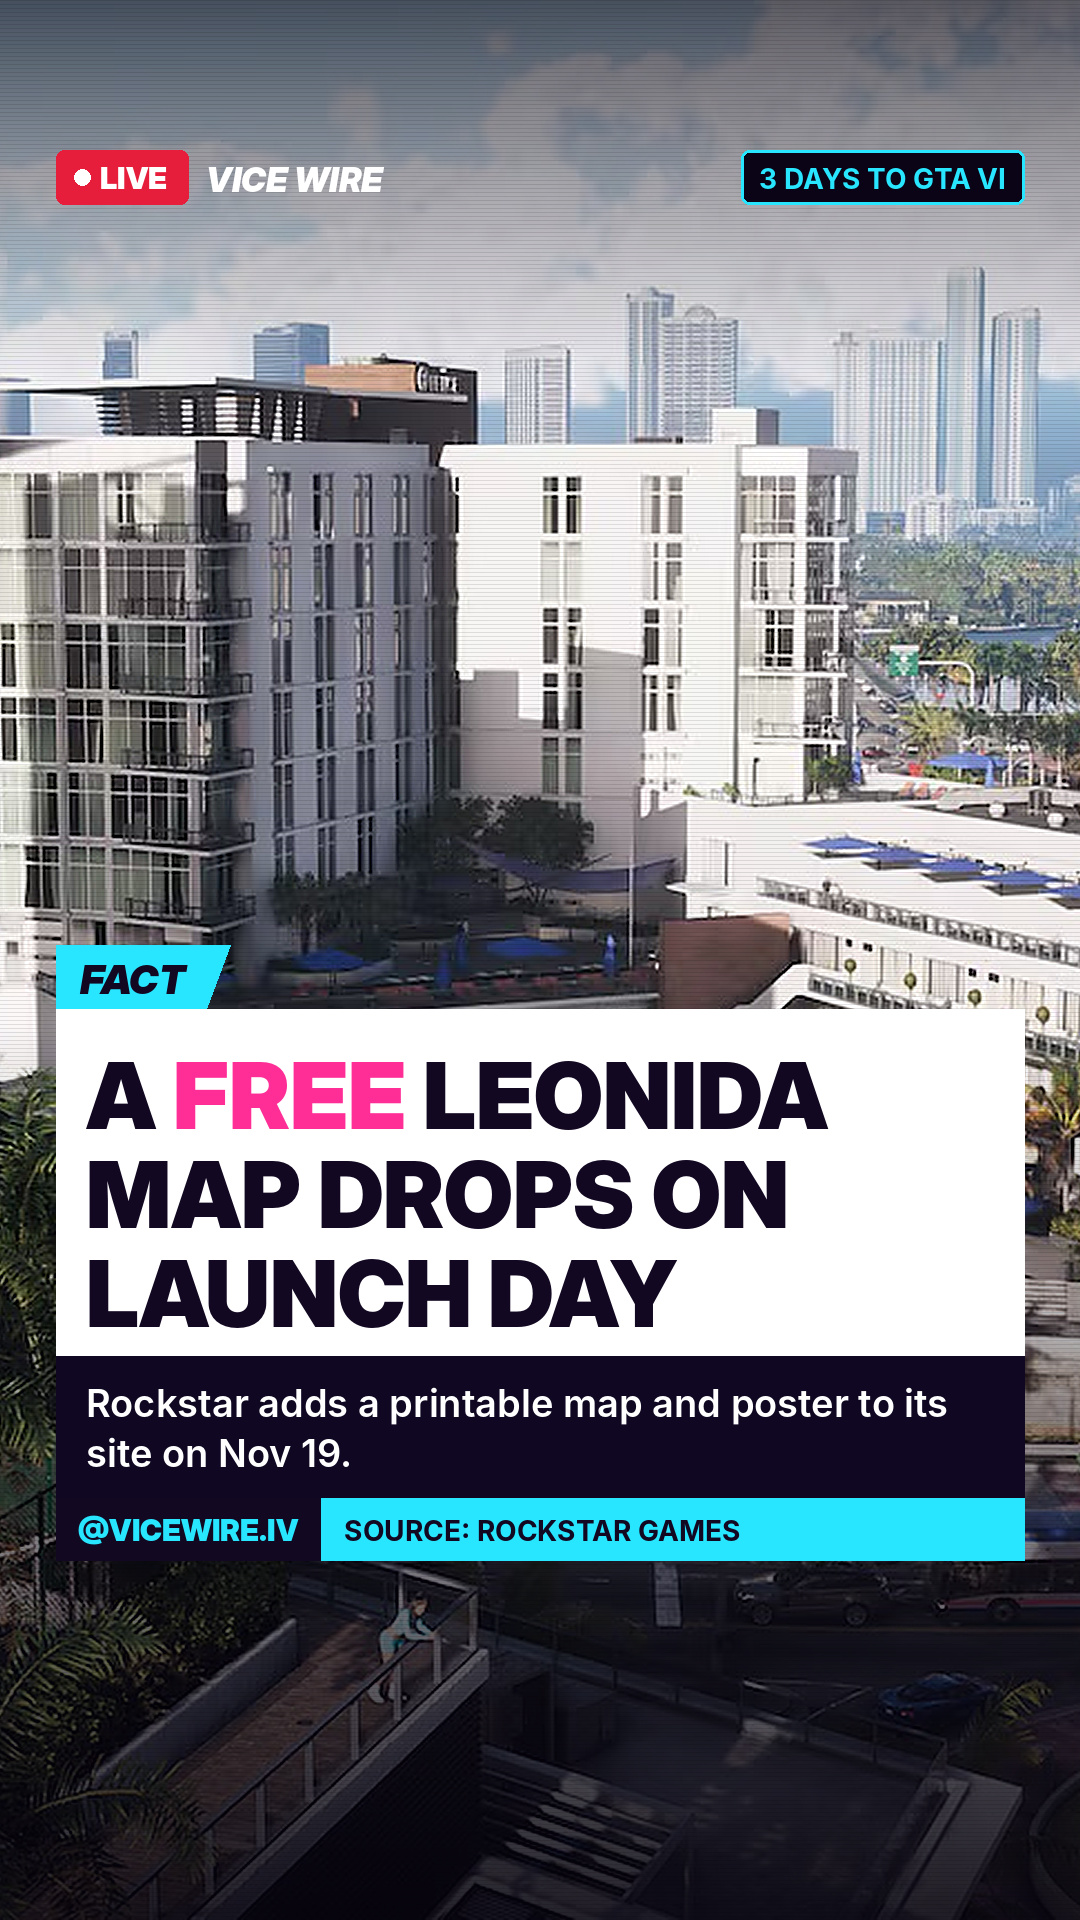 LIVE
VICE WIRE
3 DAYS TO GTA VI
FACT
A FREE LEONIDA
MAP DROPS ON
LAUNCH DAY
Rockstar adds a printable map and poster to its
site on Nov 19.
@VICEWIRE.IV
SOURCE: ROCKSTAR GAMES